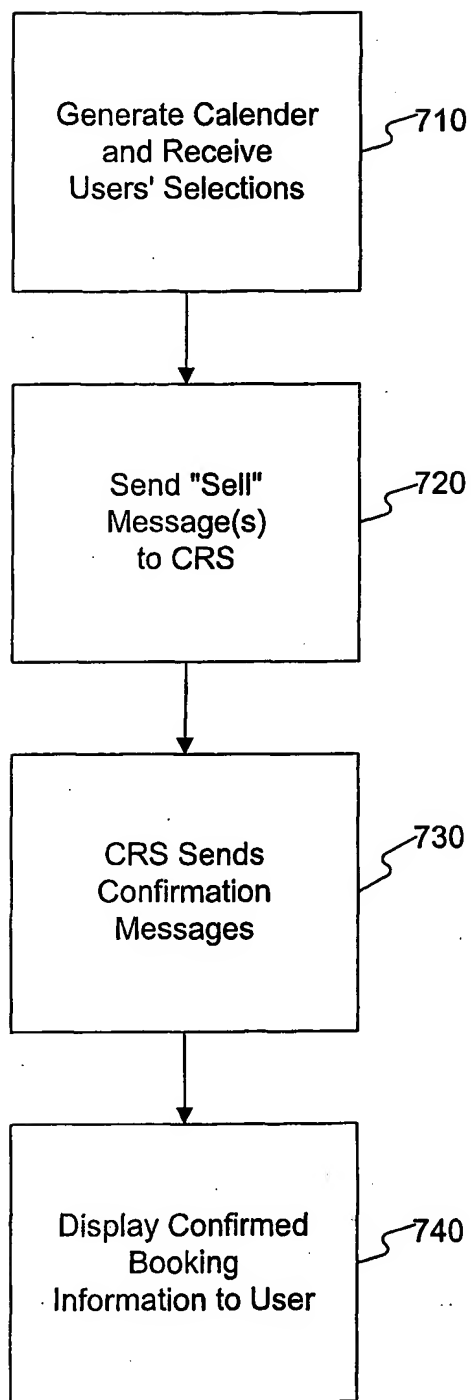 Generate Calender
and Receive
Users' Selections
710
Send "Sell"
Message(s)
to CRS
720
CRS Sends
Confirmation
Messages
730
Display Confirmed
Booking
Information to User
740